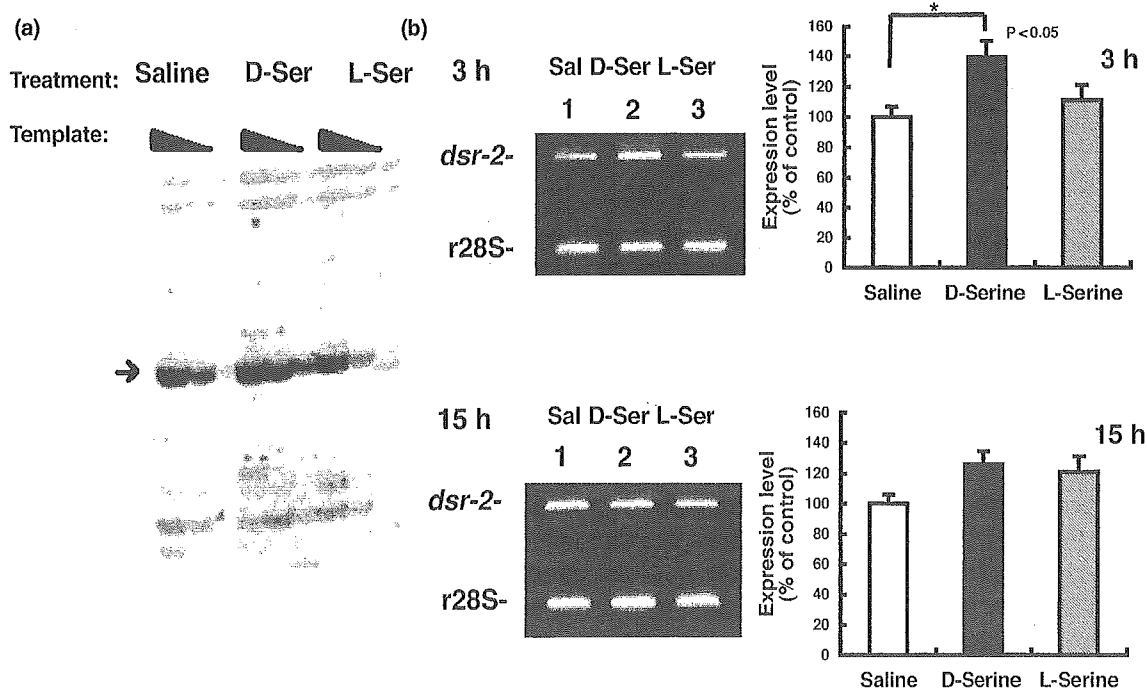 (a)
Treatment: Saline D-Ser L-Ser
Template:
(b)
3 h
Sal D-Ser L-Ser
1 2 3
dsr-2-
r28S-
Expression level
(% of control)
160
140
120
100
80
60
40
20
0
*
P<0.05
3 h
Saline D-Serine L-Serine
15 h
Sal D-Ser L-Ser
1 2 3
dsr-2-
r28S-
Expression level
(% of control)
160
140
120
100
80
60
40
20
0
15 h
Saline D-Serine L-Serine